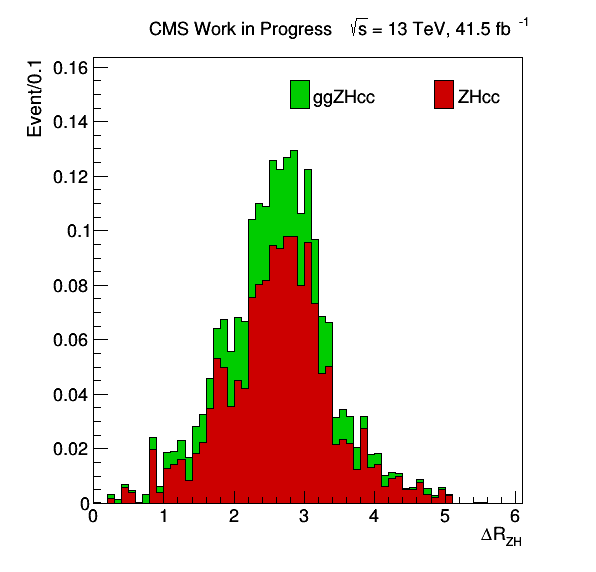 CMS Work in Progress √s = 13 TeV, 41.5 fb -1
Event/0.1
0.16
0.14
0.12
0.1
0.08
0.06
0.04
0.02
0
ggZHcc ZHcc
0 1 2 3 4 5 6
ΔR_ZH